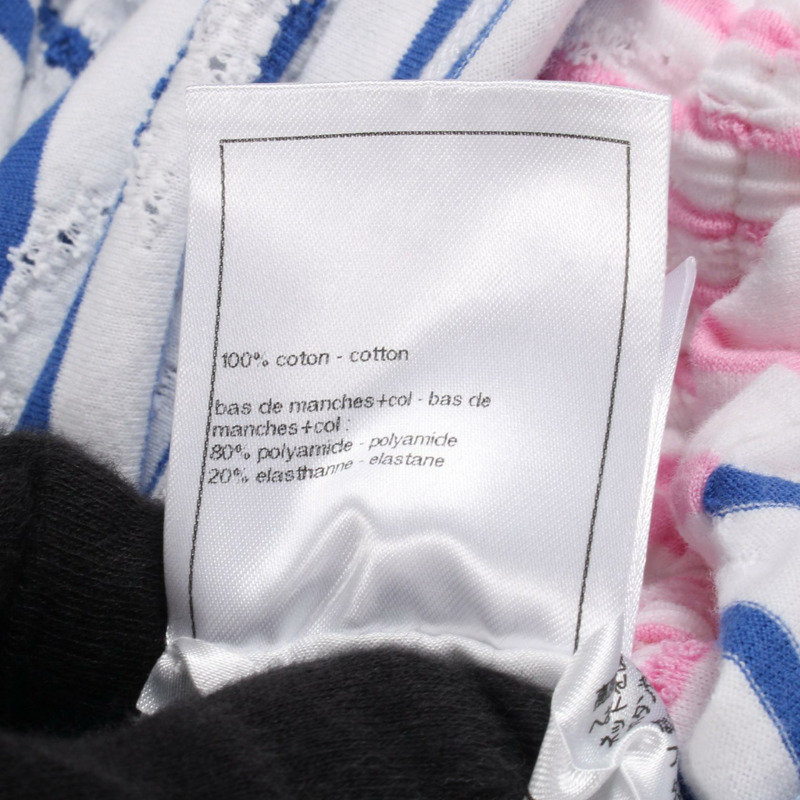 100% coton - cotton
bas de manches+col - bas de
manches+col :
80% polyamide - polyamide
20% elasthanne - elastane